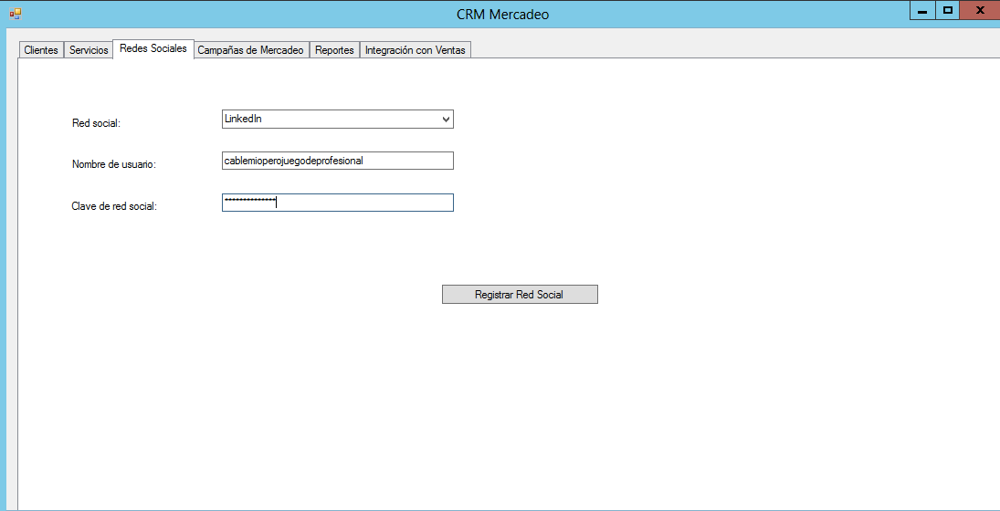 CRM Mercadeo
Clientes Servicios Redes Sociales Campañas de Mercadeo Reportes Integración con Ventas
Red social: LinkedIn
Nombre de usuario: cablemioperojuegodeprofesional
Clave de red social: **************
Registrar Red Social